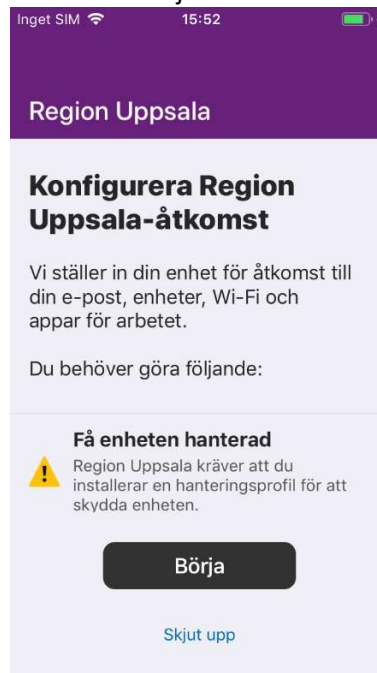 Inget SIM 15:52
Region Uppsala
Konfigurera Region
Uppsala-åtkomst
Vi ställer in din enhet för åtkomst till
din e-post, enheter, Wi-Fi och
appar för arbetet.
Du behöver göra följande:
Få enheten hanterad
Region Uppsala kräver att du
installerar en hanteringsprofil för att
skydda enheten.
Börja
Skjut upp